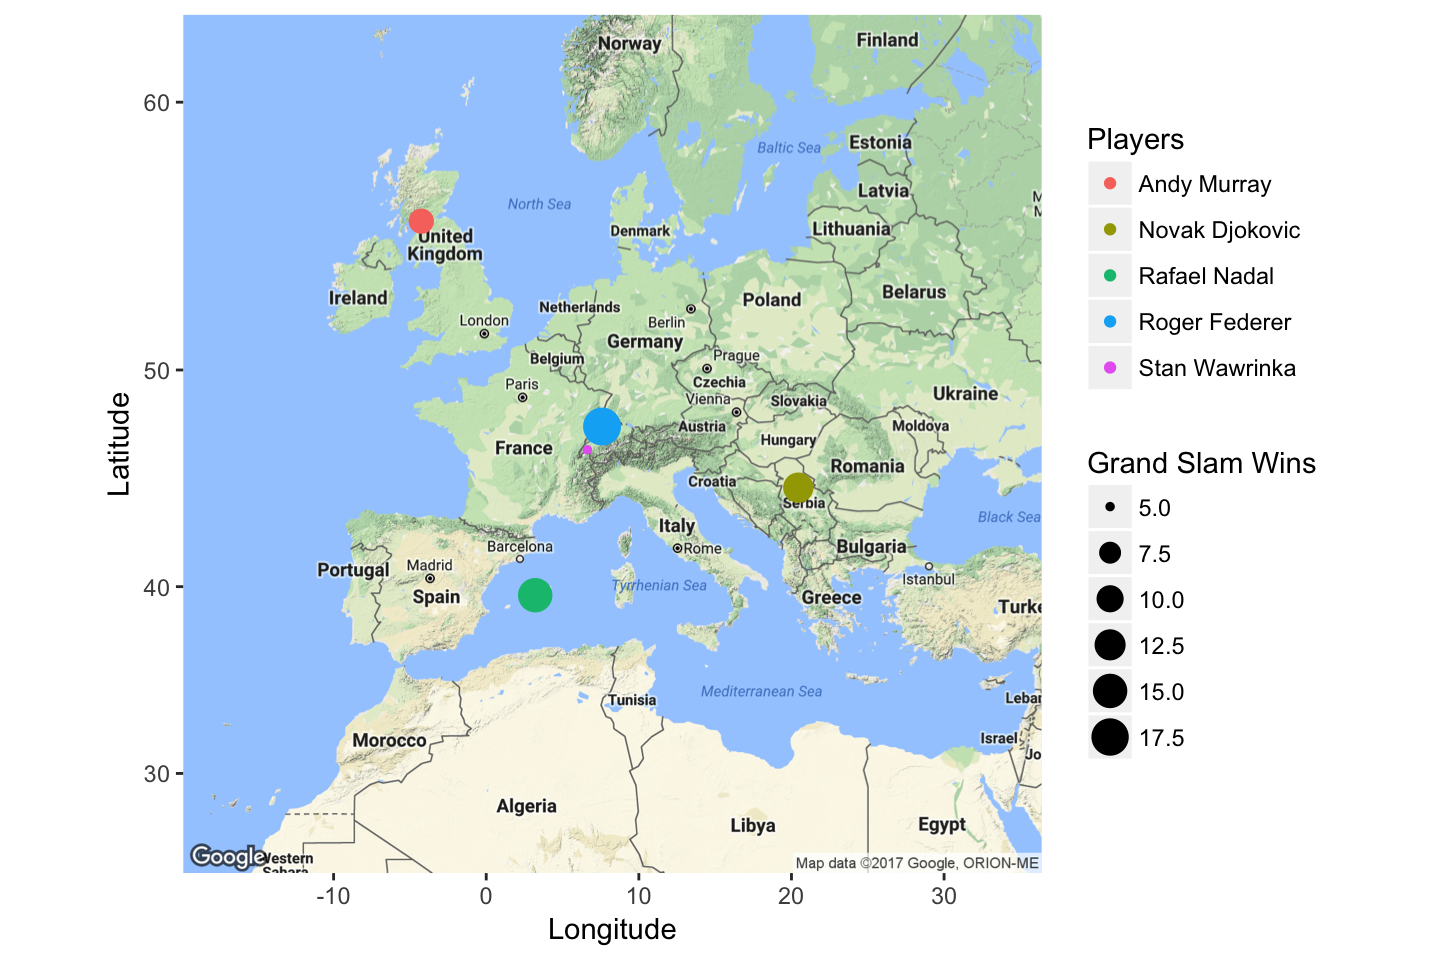 Norway
Finland
60
Baltic Sea
Estonia
Players
Latvia
Andy Murray
North Sea
Denmark
Lithuania
Novak Djokovic
United
Kingdom
Rafael Nadal
Ireland
Netherlands
Poland
Belarus
London
Berlin
Roger Federer
Germany
50
Belgium
Prague
Stan Wawrinka
Paris
Czechia
Vienna
Slovakia
Ukraine
Latitude
France
Austria
Hungary
Moldova
Romania
Grand Slam Wins
Croatia
Serbia
5.0
Italy
Black Sea
Barcelona
Rome
Bulgaria
7.5
Portugal
Madrid
Istanbul
40
Spain
Tyrrhenian Sea
Greece
Turke
10.0
12.5
Tunisia
Mediterranean Sea
Leban
15.0
Morocco
Israel
Jo
17.5
30
Algeria
Libya
Egypt
Google
Western
Sahara
Map data ©2017 Google, ORION-ME
-10
0
10
20
30
Longitude